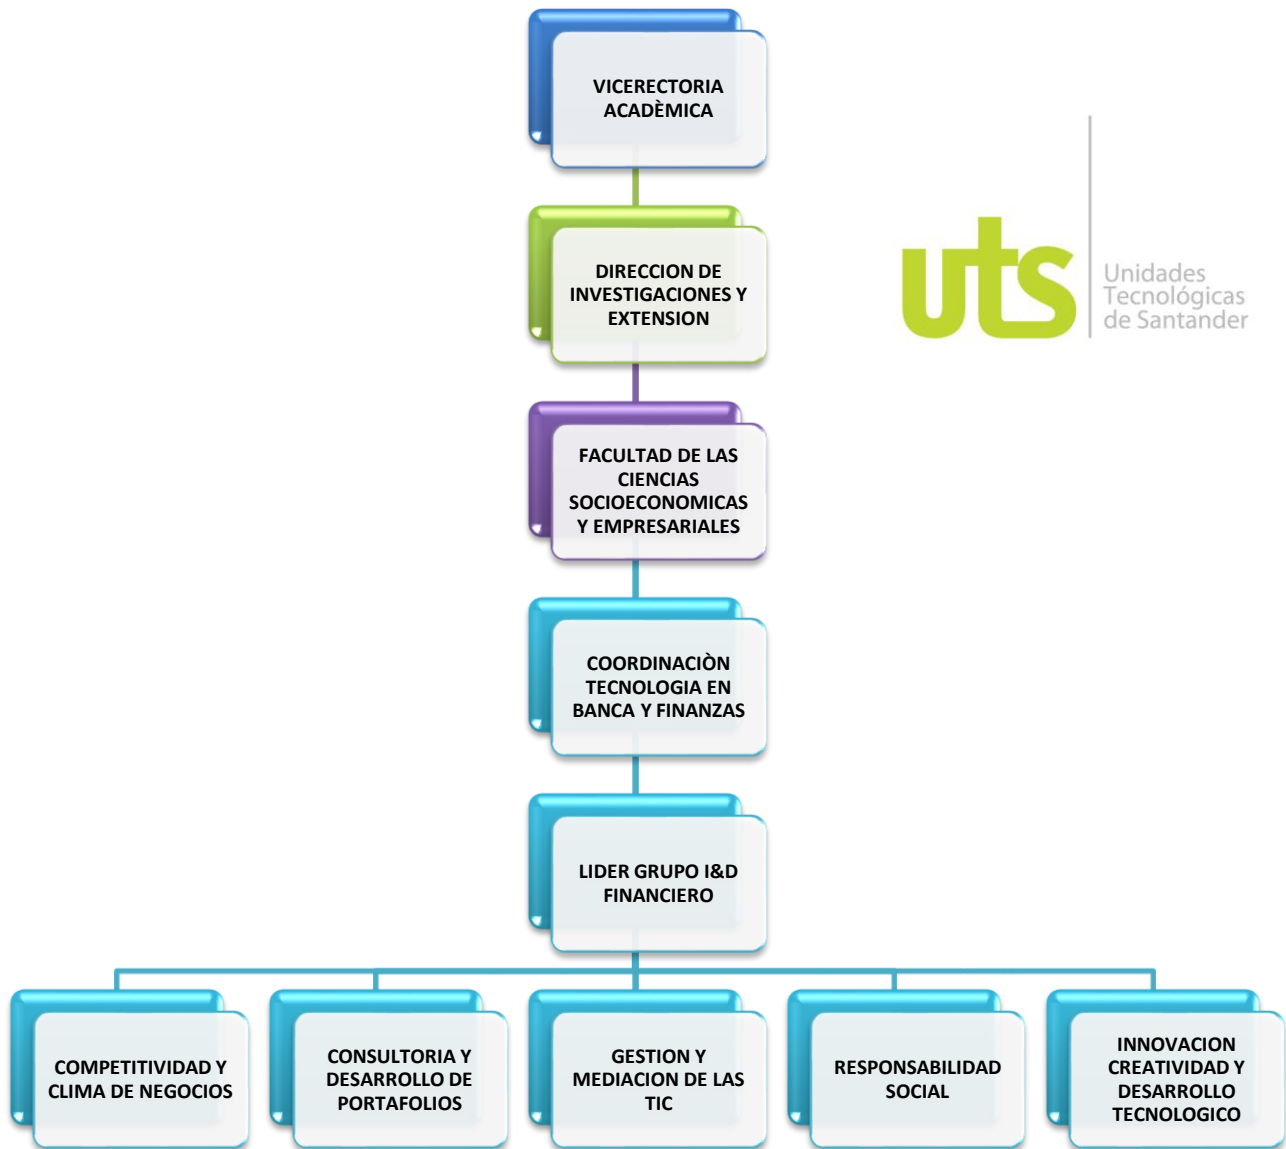 VICERECTORIA
ACADÈMICA
uts
Unidades
Tecnológicas
de Santander
DIRECCION DE
INVESTIGACIONES Y
EXTENSION
FACULTAD DE LAS
CIENCIAS
SOCIOECONOMICAS
Y EMPRESARIALES
COORDINACIÒN
TECNOLOGIA EN
BANCA Y FINANZAS
LIDER GRUPO I&D
FINANCIERO
COMPETITIVIDAD Y
CLIMA DE NEGOCIOS
CONSULTORIA Y
DESARROLLO DE
PORTAFOLIOS
GESTION Y
MEDIACION DE LAS
TIC
RESPONSABILIDAD
SOCIAL
INNOVACION
CREATIVIDAD Y
DESARROLLO
TECNOLOGICO